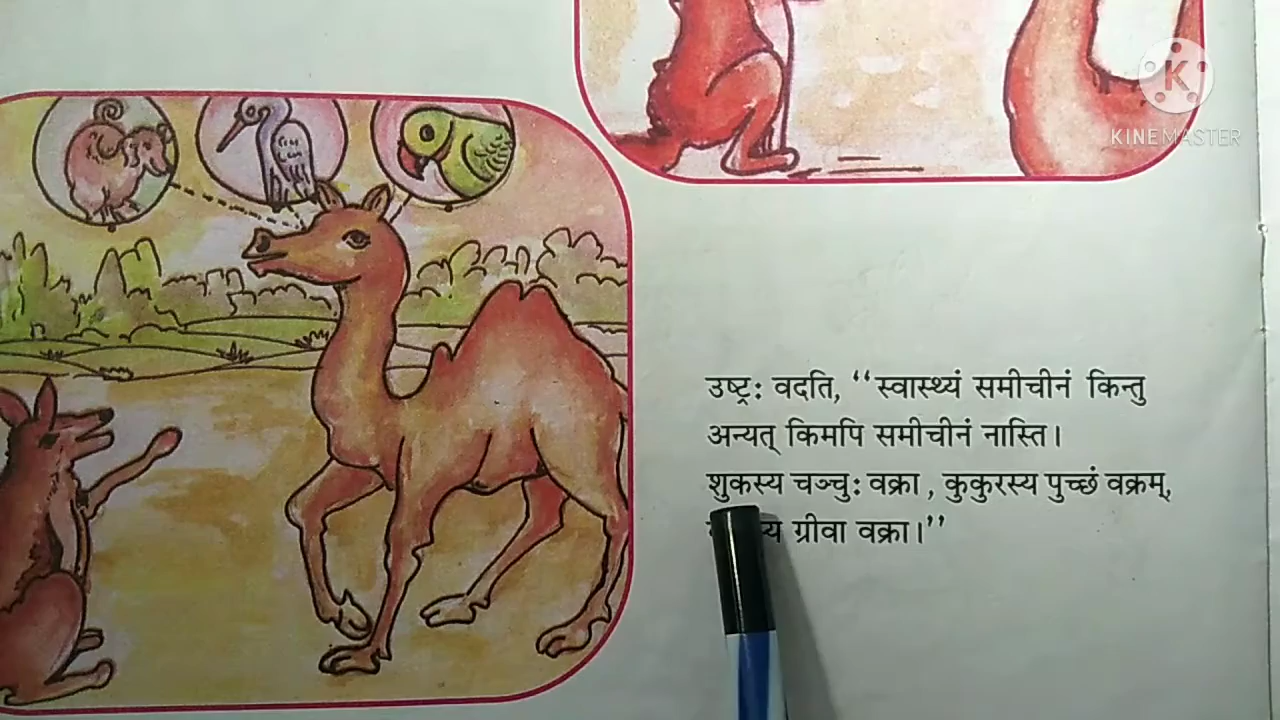 KINEMASTER
उष्ट्रः वदति, ‘‘स्वास्थ्यं समीचीनं किन्तु
अन्यत् किमपि समीचीनं नास्ति।
शुकस्य चञ्चुः वक्रा, कुकुरस्य पुच्छं वक्रम्,
ग्रीवा वक्रा।’’